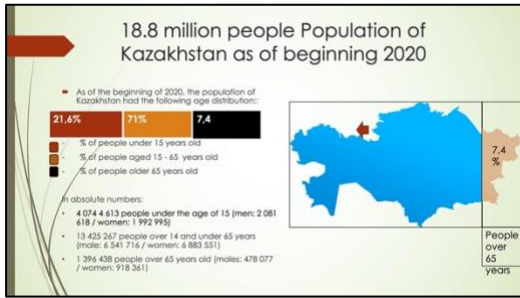 18.8 million people Population of
Kazakhstan as of beginning 2020
As of the beginning of 2020, the population of
Kazakhstan had the following age distribution::
21,6% 71% 7,4
- % of people under 15 years old
- % of people aged 15 - 65 years old
- % of people older 65 years old
In absolute numbers:
• 4 074 4 613 people under the age of 15 (men: 2 081
618 / women: 1 992 995)
• 13 425 267 people over 14 and under 65 years
(male: 6 541 716 / women: 6 883 551)
• 1 396 438 people over 65 years old (males: 478 077
/ women: 918 361)
7,4
%
People
over
65
years